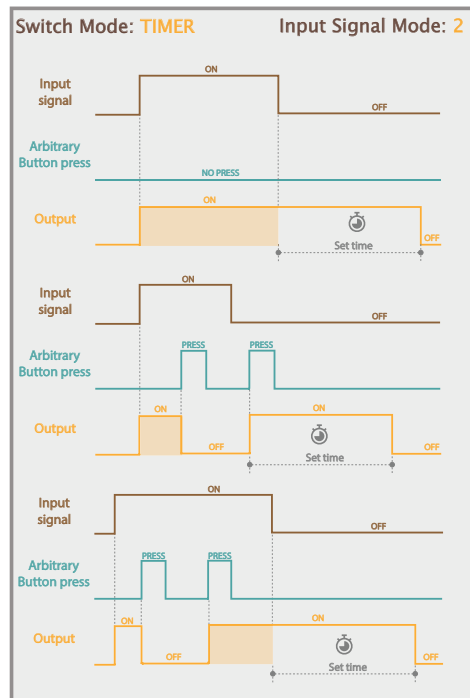 Switch Mode: TIMER
Input Signal Mode: 2
ON
Input
signal
OFF
Arbitrary
Button press
NO PRESS
ON
Output
Set time
OFF
ON
Input
signal
OFF
PRESS
PRESS
Arbitrary
Button press
ON
ON
Output
OFF
Set time
OFF
ON
Input
signal
OFF
PRESS
PRESS
Arbitrary
Button press
ON
ON
Output
OFF
Set time
OFF